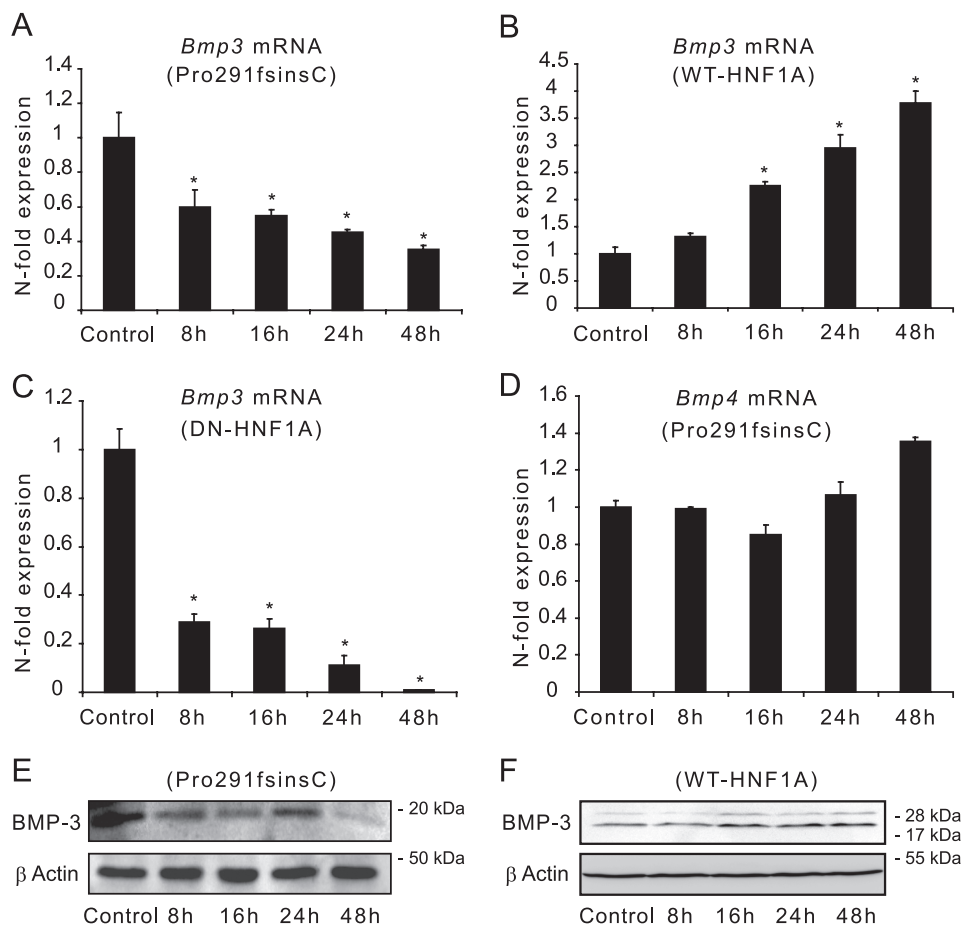 A
Bmp3 mRNA
(Pro291fsinsC)
N-fold expression
1.2
1
0.8
0.6
0.4
0.2
0
* * * *
Control 8h 16h 24h 48h
B
Bmp3 mRNA
(WT-HNF1A)
N-fold expression
4.5
4
3.5
3
2.5
2
1.5
1
0.5
0
* * *
Control 8h 16h 24h 48h
C
Bmp3 mRNA
(DN-HNF1A)
N-fold expression
1.2
1
0.8
0.6
0.4
0.2
0
* * * *
Control 8h 16h 24h 48h
D
Bmp4 mRNA
(Pro291fsinsC)
N-fold expression
1.6
1.4
1.2
1
0.8
0.6
0.4
0.2
0
Control 8h 16h 24h 48h
E
(Pro291fsinsC)
BMP-3
- 20 kDa
β Actin
- 50 kDa
Control 8h 16h 24h 48h
F
(WT-HNF1A)
BMP-3
- 28 kDa
- 17 kDa
β Actin
- 55 kDa
Control 8h 16h 24h 48h